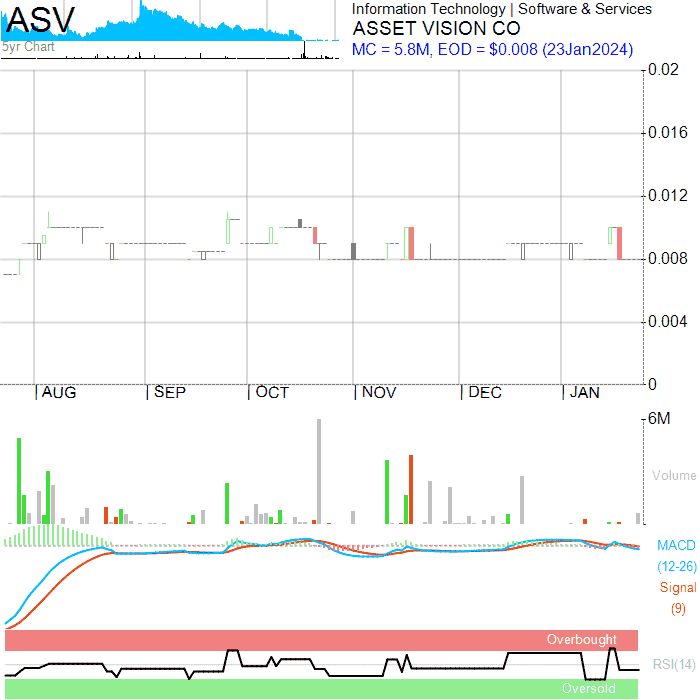 ASV
5yr Chart
Information Technology | Software & Services
ASSET VISION CO
MC = 5.8M, EOD = $0.008 (23Jan2024)
0.02
0.016
0.012
0.008
0.004
0
| AUG | SEP | OCT | NOV | DEC | JAN
6M
Volume
MACD
(12-26)
Signal
(9)
Overbought
RSI(14)
Oversold